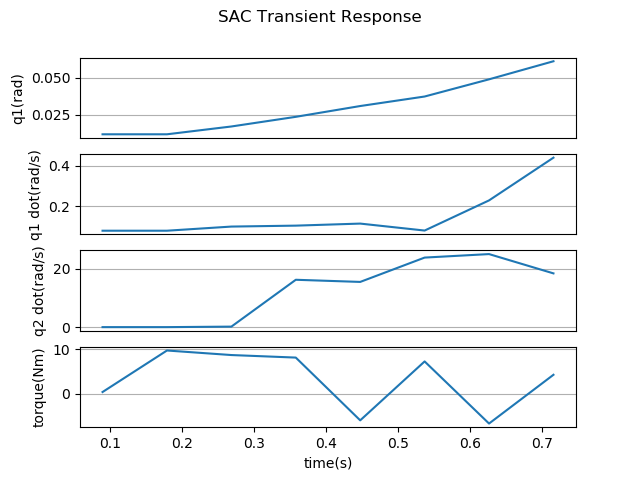 SAC Transient Response
q1(rad)
0.050
0.025
q1 dot(rad/s)
0.4
0.2
q2 dot(rad/s)
20
0
torque(Nm)
10
0
0.1 0.2 0.3 0.4 0.5 0.6 0.7
time(s)